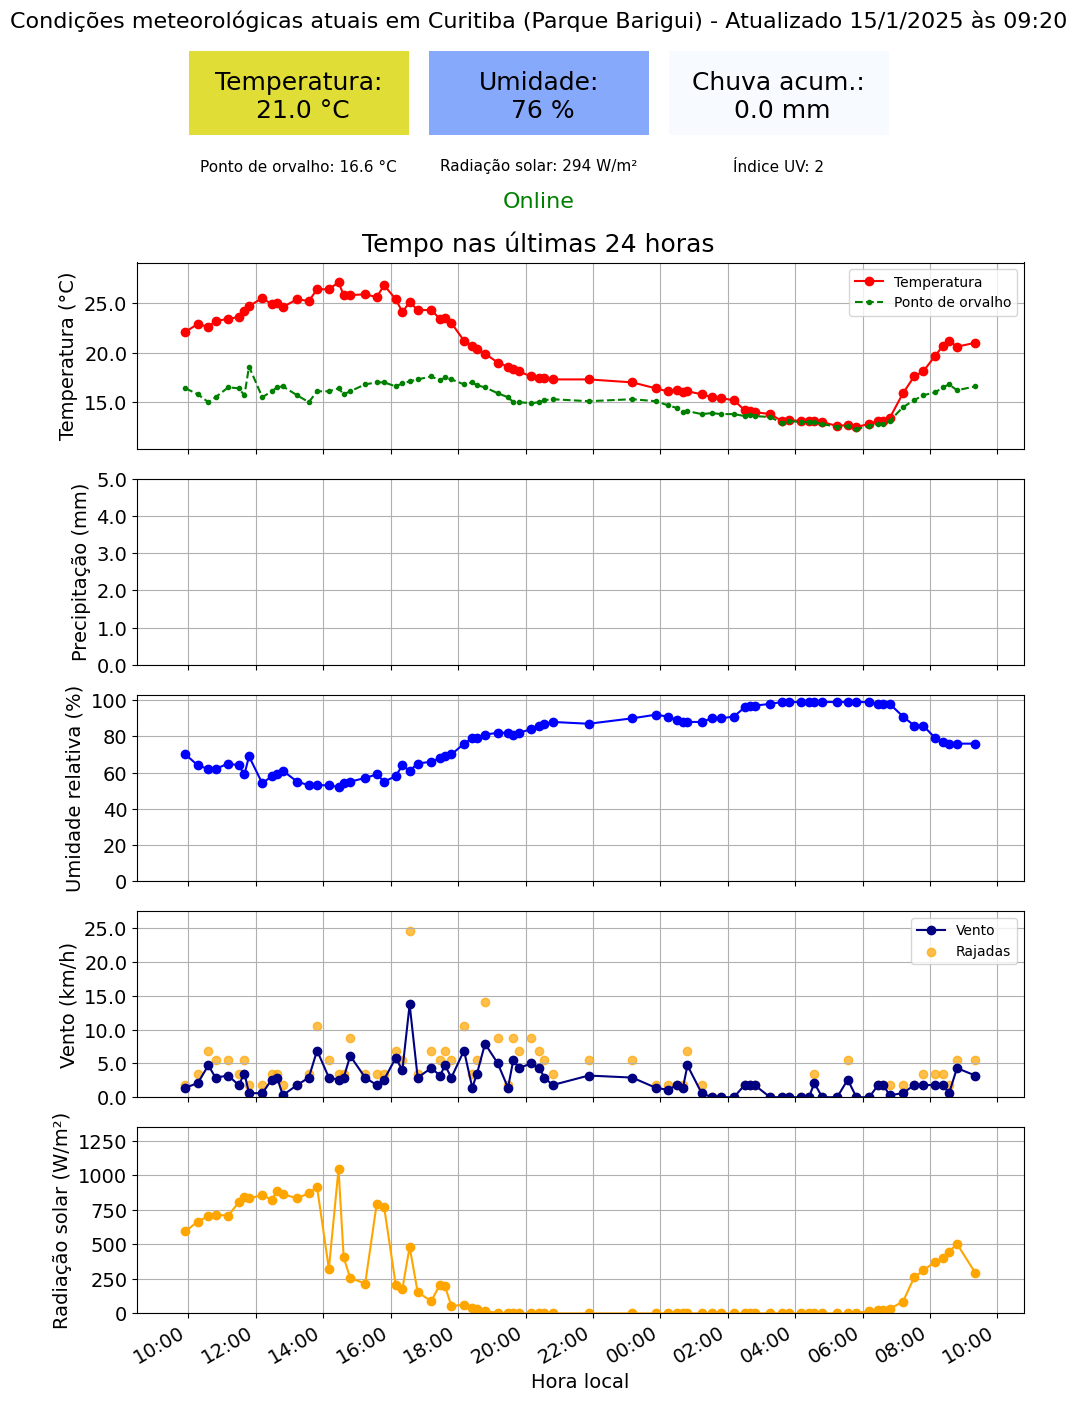 Condições meteorológicas atuais em Curitiba (Parque Barigui) - Atualizado 15/1/2025 às 09:20
Temperatura:
21.0 °C
Umidade:
76 %
Chuva acum.:
0.0 mm
Ponto de orvalho: 16.6 °C
Radiação solar: 294 W/m²
Índice UV: 2
Online
Tempo nas últimas 24 horas
Temperatura (°C)
25.0
20.0
15.0
Temperatura
Ponto de orvalho
Precipitação (mm)
5.0
4.0
3.0
2.0
1.0
0.0
Umidade relativa (%)
100
80
60
40
20
0
Vento (km/h)
25.0
20.0
15.0
10.0
5.0
0.0
Vento
Rajadas
Radiação solar (W/m²)
1250
1000
750
500
250
0
10:00
12:00
14:00
16:00
18:00
20:00
22:00
00:00
02:00
04:00
06:00
08:00
10:00
Hora local